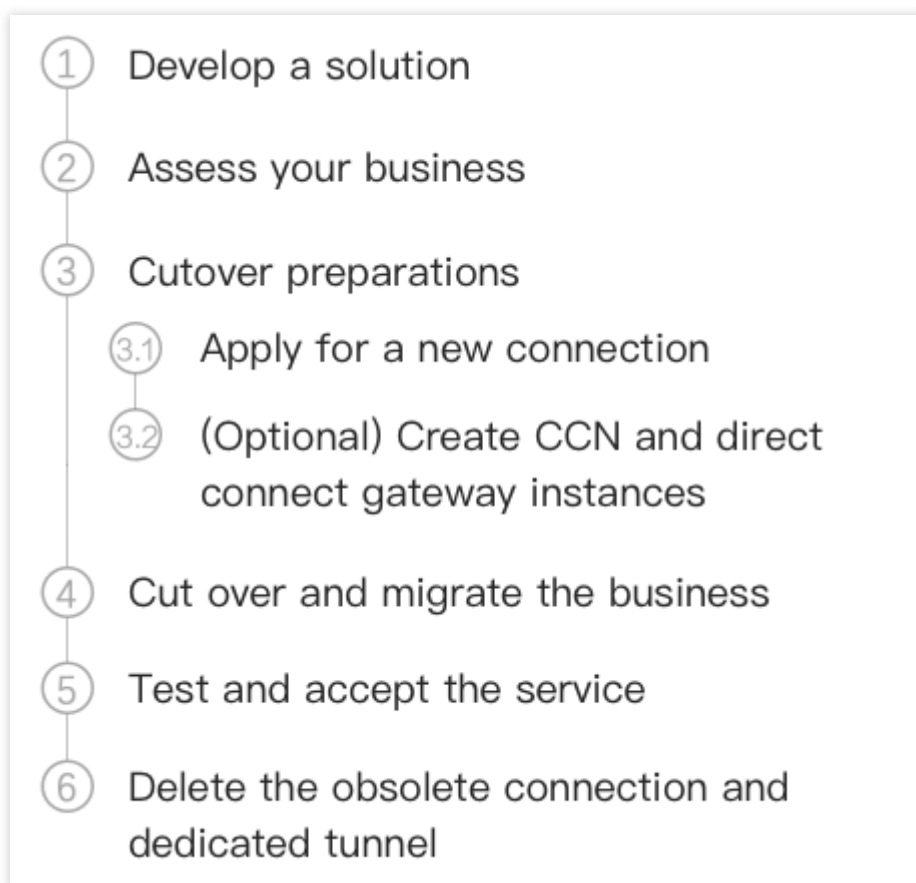 1 Develop a solution
2 Assess your business
3 Cutover preparations
3.1 Apply for a new connection
3.2 (Optional) Create CCN and direct
connect gateway instances
4 Cut over and migrate the business
5 Test and accept the service
6 Delete the obsolete connection and
dedicated tunnel